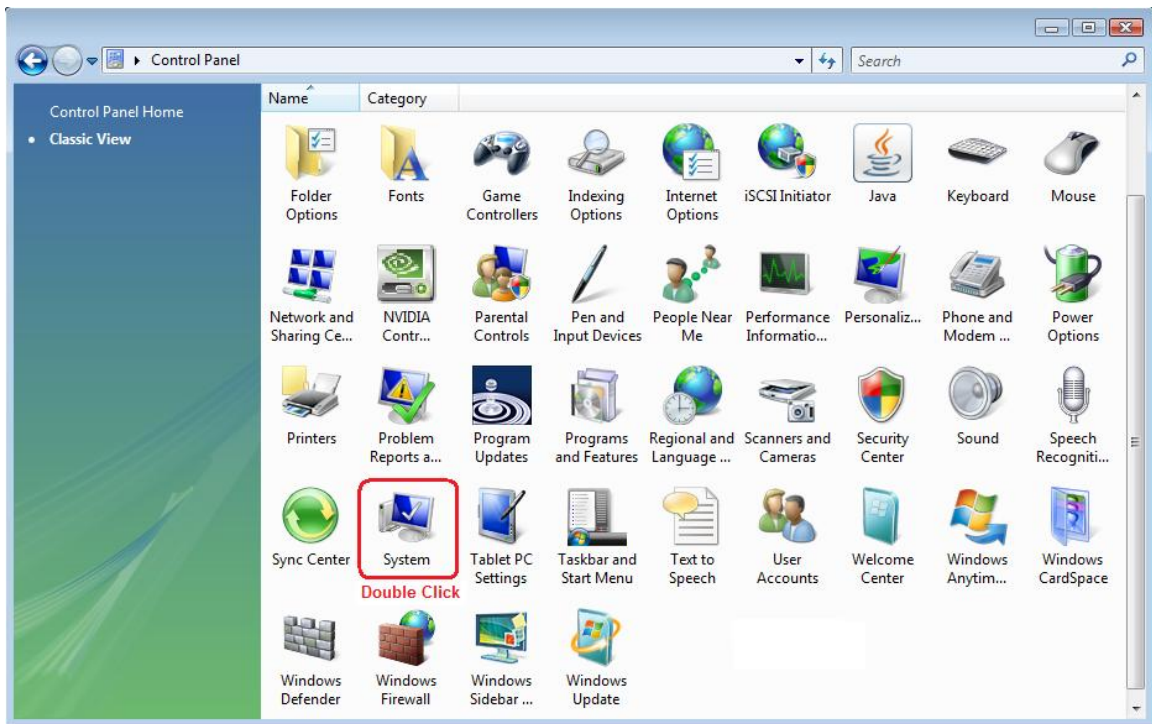 Control Panel
Search
Control Panel Home
Classic View
Name Category
Folder Options
Fonts
Game Controllers
Indexing Options
Internet Options
iSCSI Initiator
Java
Keyboard
Mouse
Network and Sharing Ce...
NVIDIA Contr...
Parental Controls
Pen and Input Devices
People Near Me
Performance Informatio...
Personaliz...
Phone and Modem ...
Power Options
Printers
Problem Reports a...
Program Updates
Programs and Features
Regional and Language ...
Scanners and Cameras
Security Center
Sound
Speech Recogniti...
Sync Center
System
Tablet PC Settings
Taskbar and Start Menu
Text to Speech
User Accounts
Welcome Center
Windows Anytim...
Windows CardSpace
Double Click
Windows Defender
Windows Firewall
Windows Sidebar ...
Windows Update